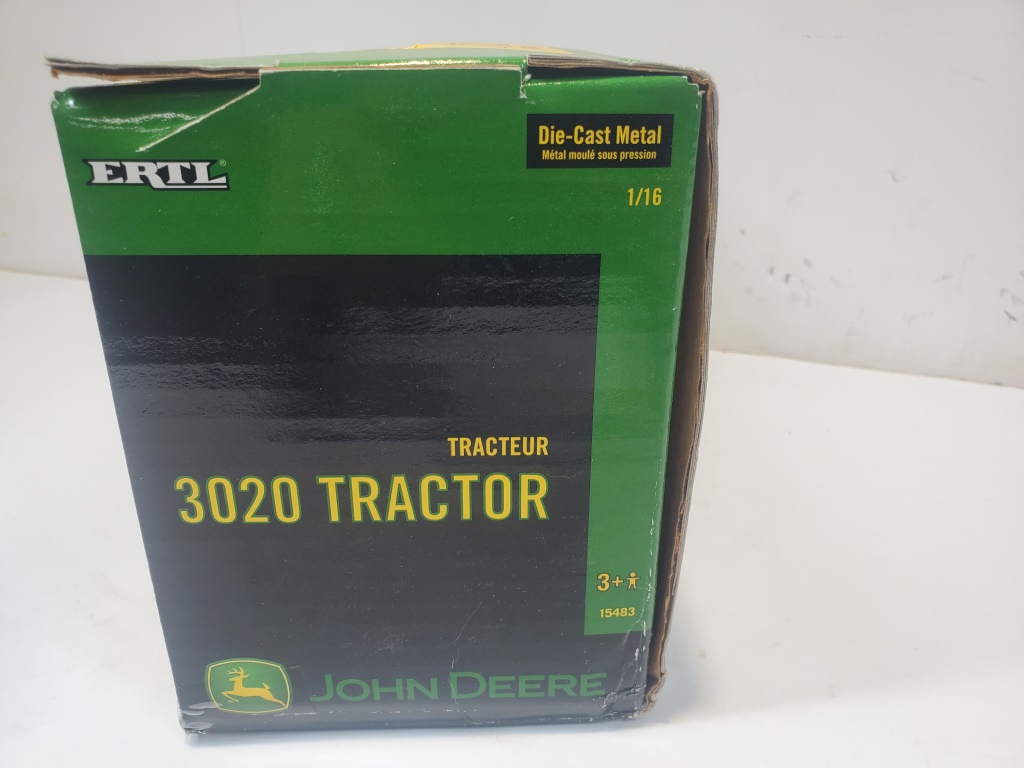 ERTL®
Die-Cast Metal
Métal moulé sous pression
1/16
TRACTEUR
3020 TRACTOR
3+
15483
JOHN DEERE